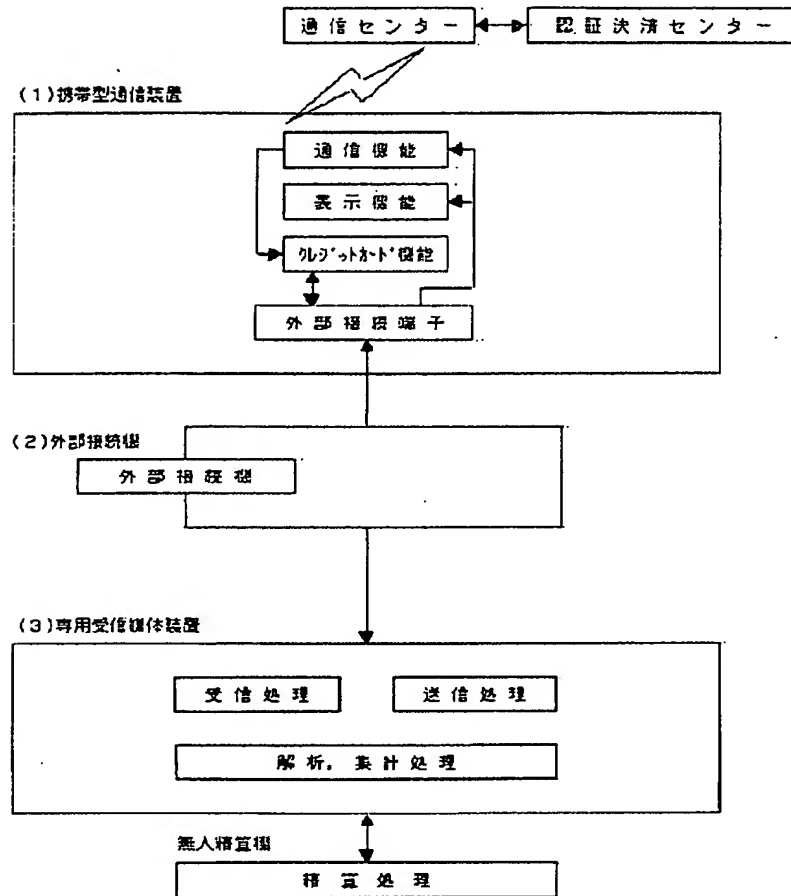 通信センター
認証決済センター
(1)携帯型通信装置
通信機能
表示機能
クレジットカード機能
外部接続端子
(2)外部接続機
外部接続機
(3)専用受信媒体装置
受信処理
送信処理
解析,集計処理
無人精算機
精算処理